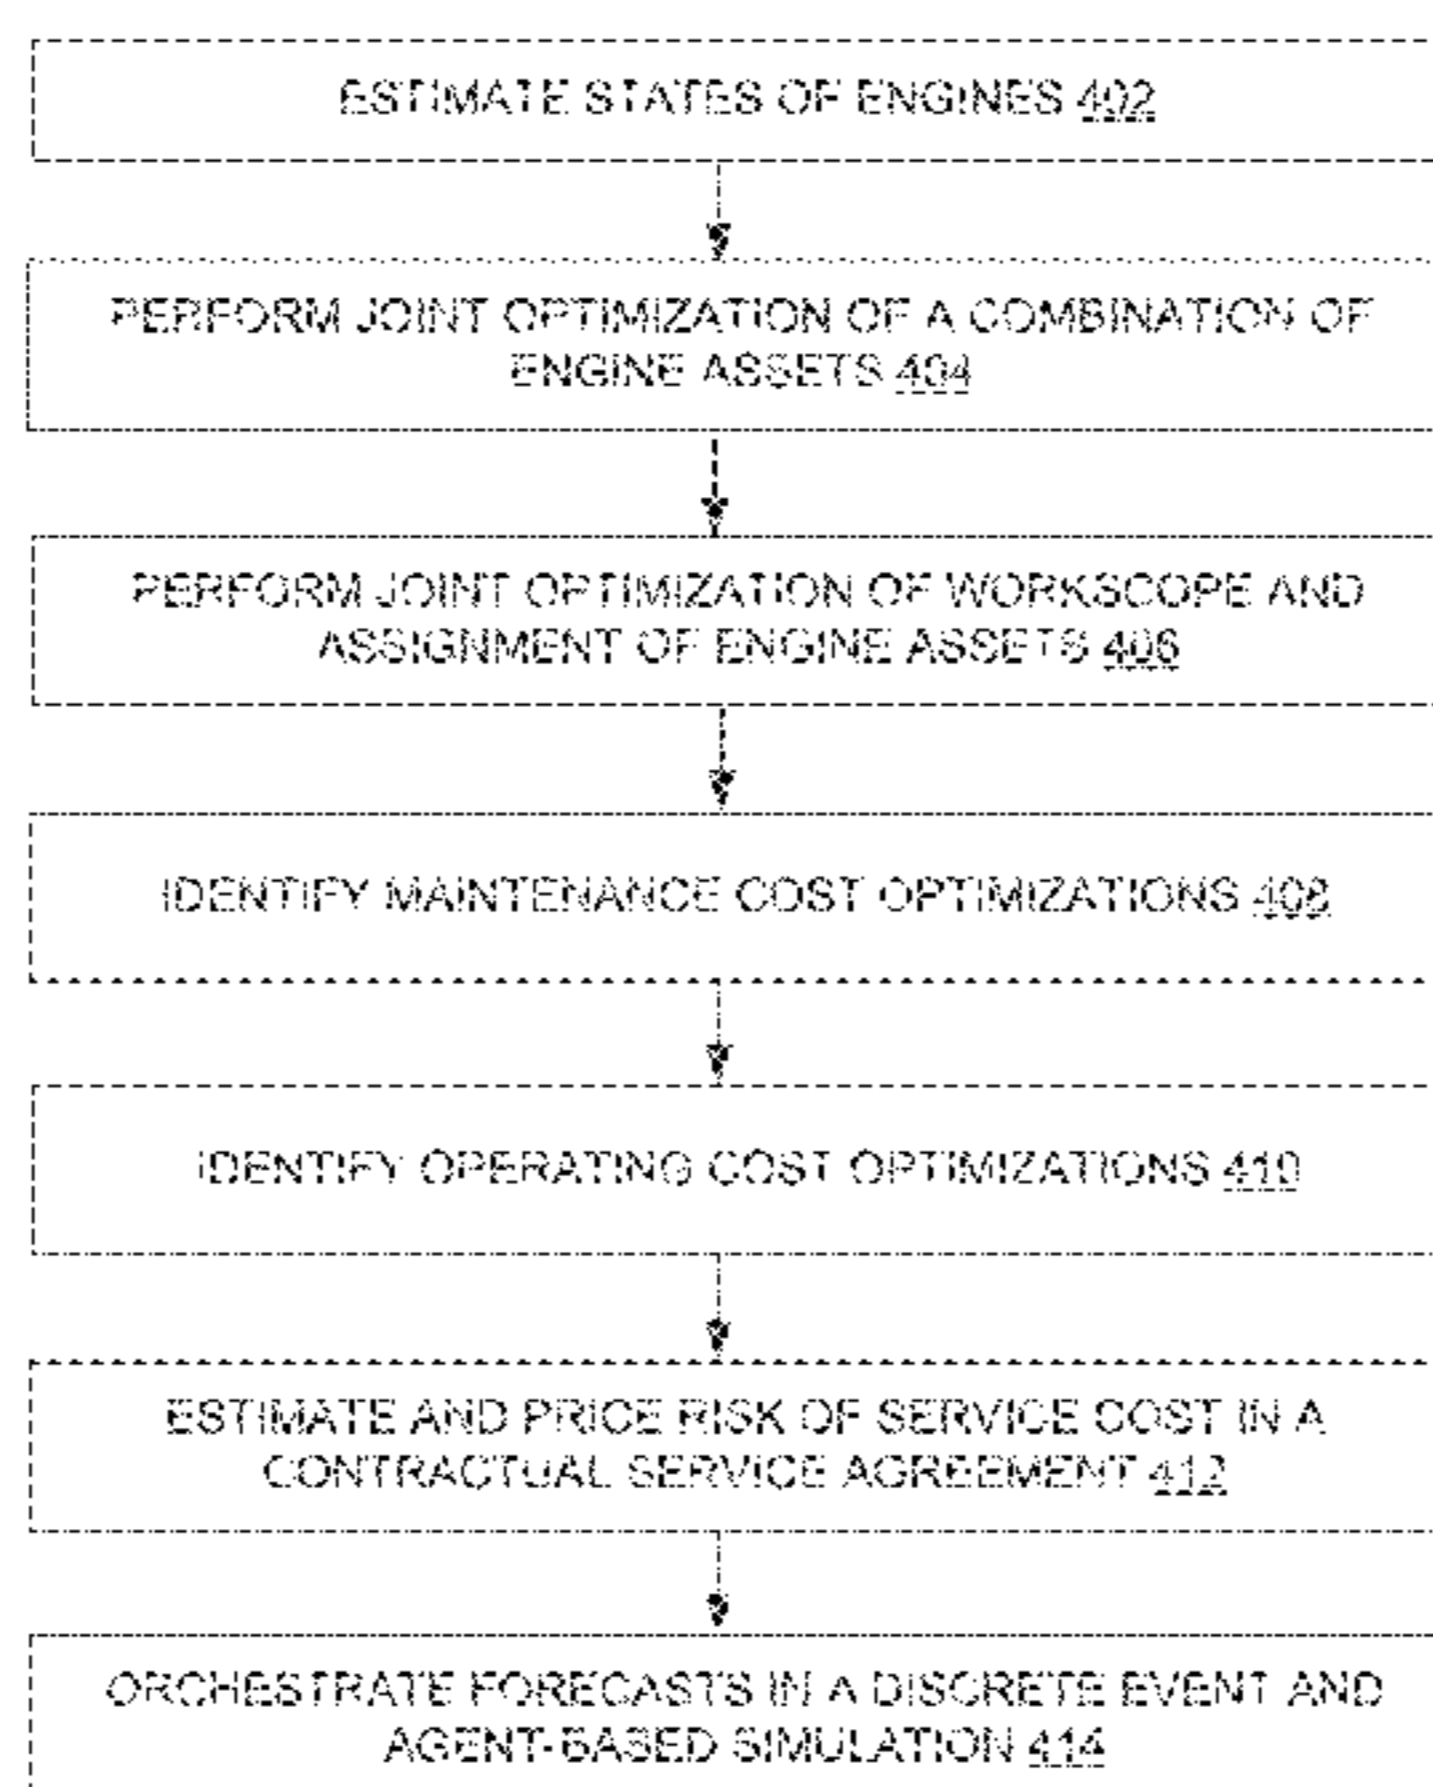 ESTIMATE STATES OF ENGINES 402
PERFORM JOINT OPTIMIZATION OF A COMBINATION OF
ENGINE ASSETS 404
PERFORM JOINT OPTIMIZATION OF WORKSCOPE AND
ASSIGNMENT OF ENGINE ASSETS 406
IDENTIFY MAINTENANCE COST OPTIMIZATIONS 408
IDENTIFY OPERATING COST OPTIMIZATIONS 410
ESTIMATE AND PRICE RISK OF SERVICE COST IN A
CONTRACTUAL SERVICE AGREEMENT 412
ORCHESTRATE FORECASTS IN A DISCRETE EVENT AND
AGENT-BASED SIMULATION 414